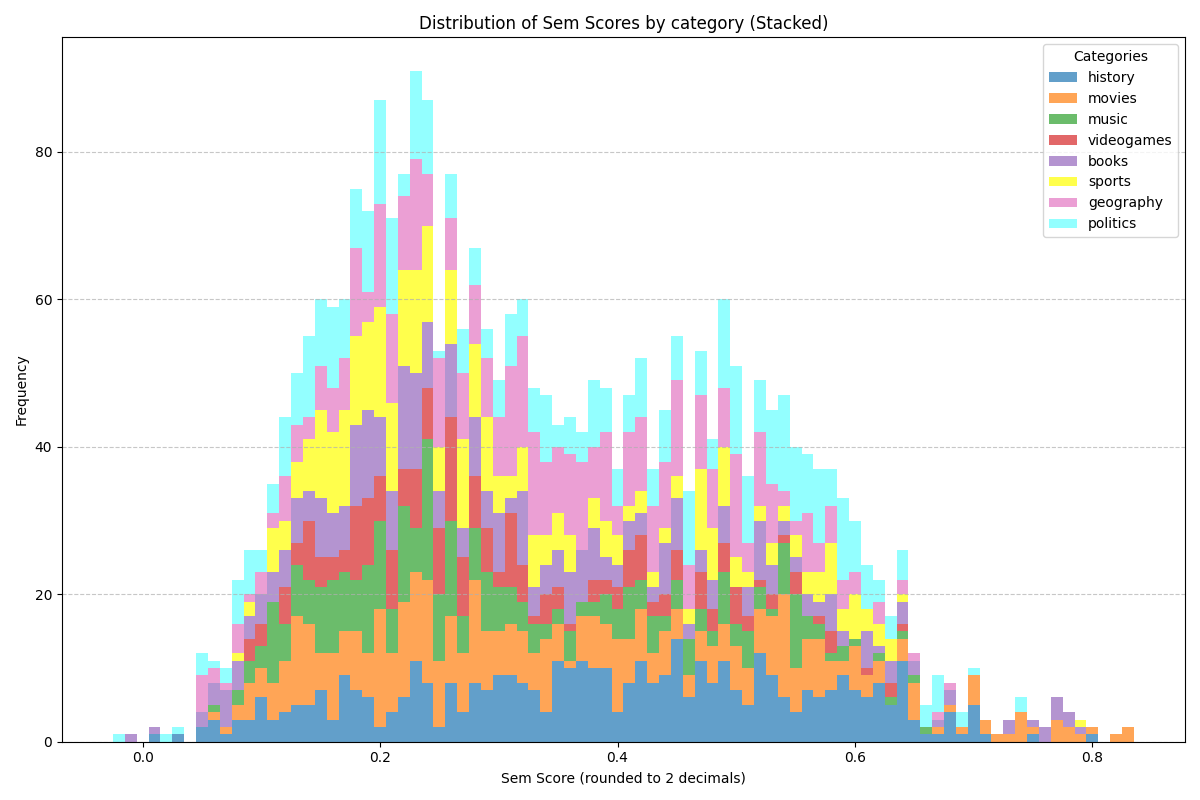 Distribution of Sem Scores by category (Stacked)
Categories
history
movies
music
videogames
books
sports
geography
politics
Frequency
80
60
40
20
0
0.0 0.2 0.4 0.6 0.8
Sem Score (rounded to 2 decimals)